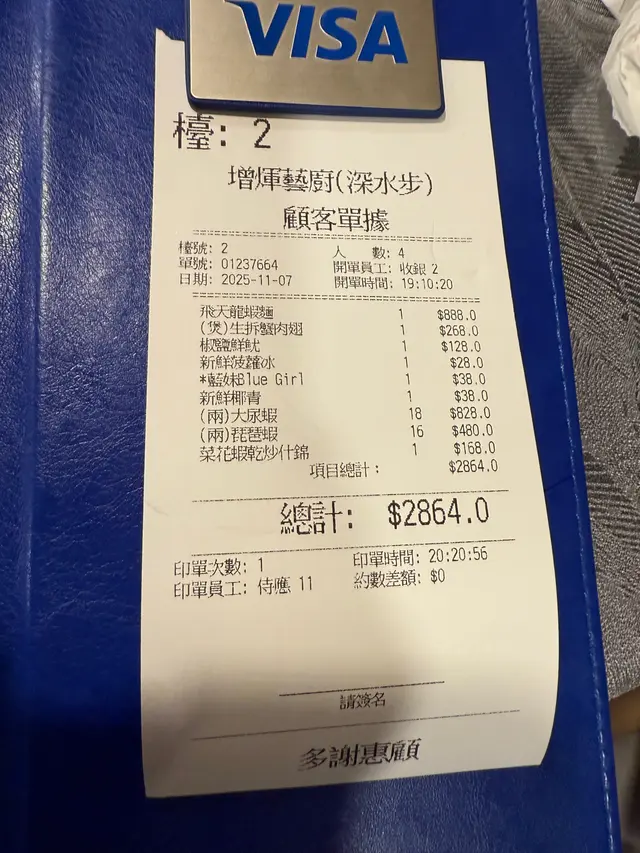 VISA
檯: 2
增煇藝廚(深水步)
顧客單據
檯號: 2 人 數: 4
單號: 01237664 開單員工: 收銀 2
日期: 2025-11-07 開單時間: 19:10:20
飛天龍蝦麵 1 $888.0
(煲)生拆蟹肉翅 1 $268.0
椒鹽鮮魷 1 $128.0
新鮮菠蘿冰 1 $28.0
*藍妹Blue Girl 1 $38.0
新鮮椰青 1 $38.0
(兩)大尿蝦 18 $828.0
(兩)琵琶蝦 16 $480.0
菜花蝦乾炒什錦 1 $168.0
項目總計: $2864.0
總計: $2864.0
印單次數: 1 印單時間: 20:20:56
印單員工: 侍應 11 約數差額: $0
請簽名
多謝惠顧